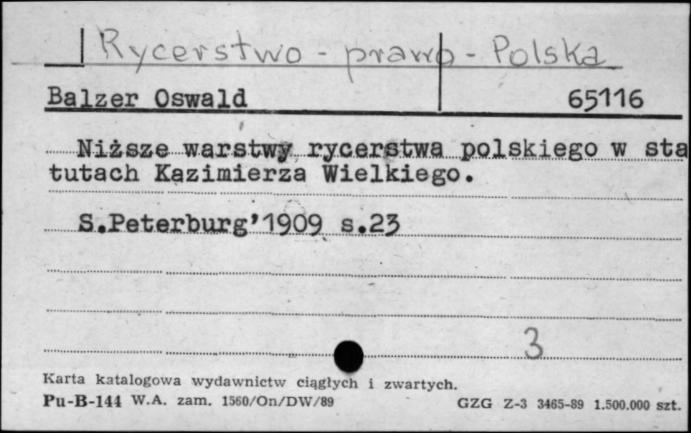 Rycerstwo - prawo - Polska
Balzer Oswald 65116
Niższe warstwy rycerstwa polskiego w sta
tutach Kazimierza Wielkiego.
S.Peterburg'1909 s.23
3
Karta katalogowa wydawnictw ciągłych i zwartych.
Pu-B-144 W.A. zam. 1560/On/DW/89 GZG Z-3 3465-89 1.500.000 szt.